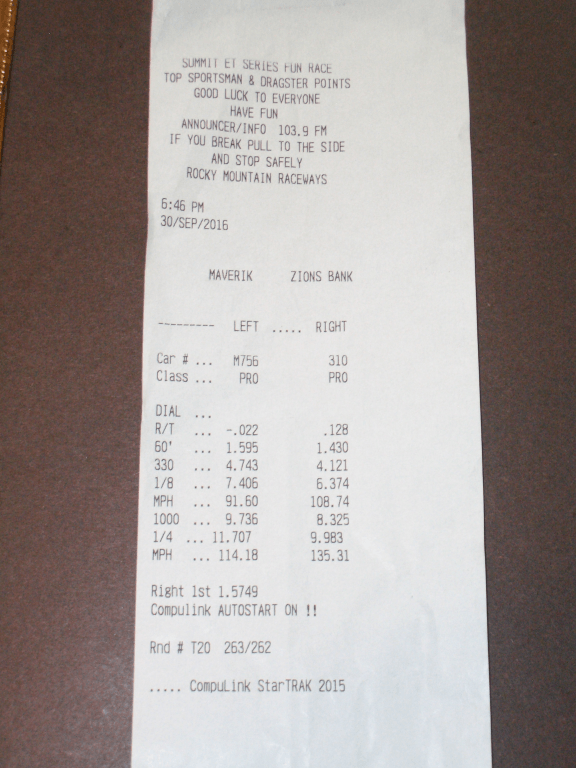 SUMMIT ET SERIES FUN RACE
TOP SPORTSMAN & DRAGSTER POINTS
GOOD LUCK TO EVERYONE
HAVE FUN
ANNOUNCER/INFO 103.9 FM
IF YOU BREAK PULL TO THE SIDE
AND STOP SAFELY
ROCKY MOUNTAIN RACEWAYS
6:46 PM
30/SEP/2016
MAVERIK ZIONS BANK
--------- LEFT ..... RIGHT
Car # ... M756 310
Class ... PRO PRO
DIAL ...
R/T ... -.022 .128
60' ... 1.595 1.430
330 ... 4.743 4.121
1/8 ... 7.406 6.374
MPH ... 91.60 108.74
1000 ... 9.736 8.325
1/4 ... 11.707 9.983
MPH ... 114.18 135.31
Right 1st 1.5749
Compulink AUTOSTART ON !!
Rnd # T20 263/262
..... CompuLink StarTRAK 2015